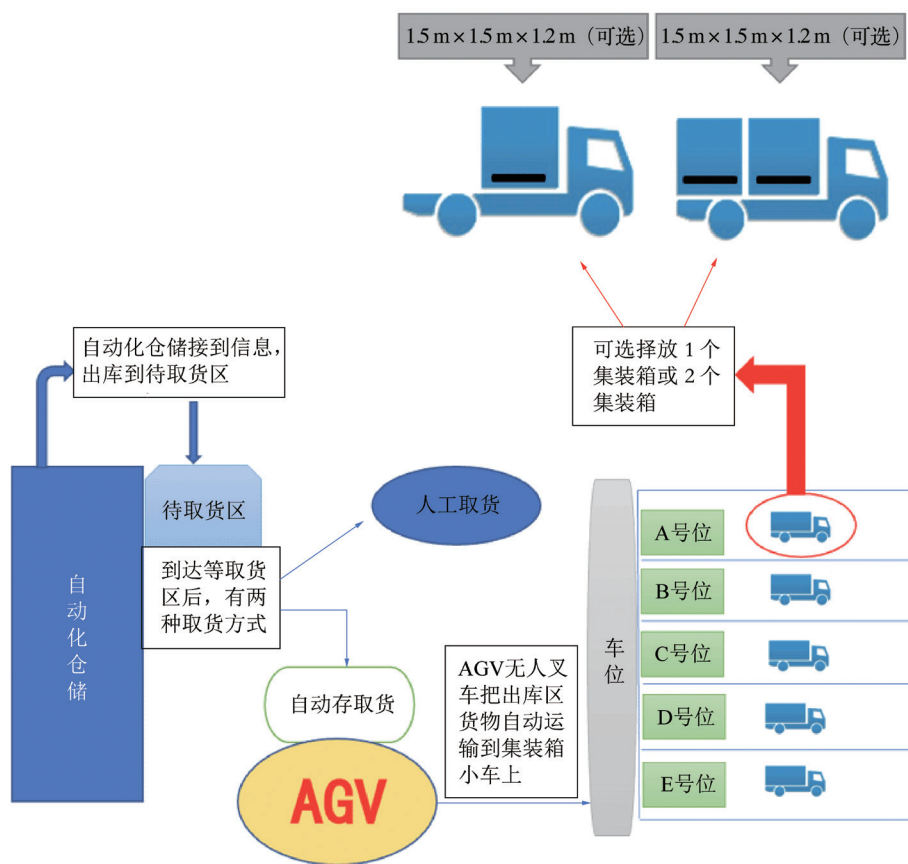 1.5 m×1.5 m×1.2 m（可选）
1.5 m×1.5 m×1.2 m（可选）
自动化仓储接到信息，
出库到待取货区
可选择放 1 个
集装箱或 2 个
集装箱
待取货区
人工取货
到达等取货
区后，有两
种取货方式
自动化仓储
自动存取货
AGV
AGV无人叉
车把出库区
货物自动运
输到集装箱
小车上
车位
A号位
B号位
C号位
D号位
E号位